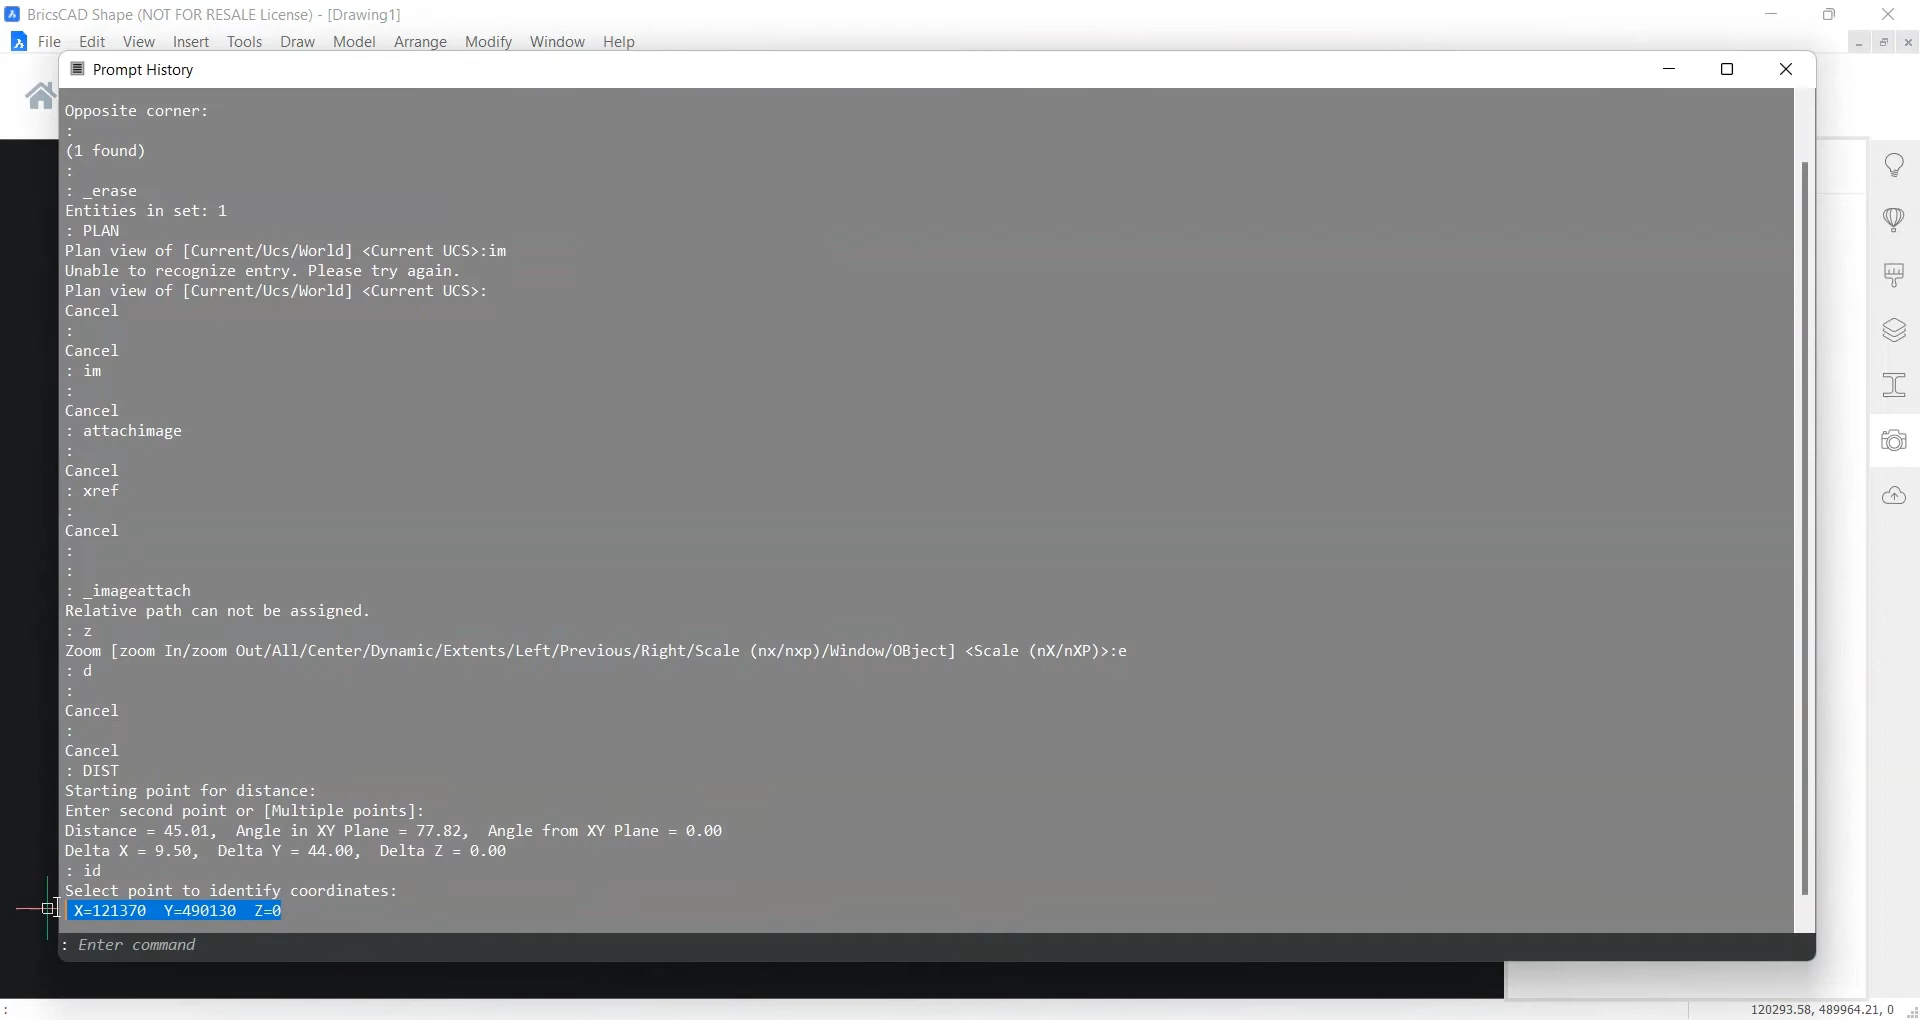 BricsCAD Shape (NOT FOR RESALE License) - [Drawing1]
File Edit View Insert Tools Draw Model Arrange Modify Window Help
Prompt History
Opposite corner:
:
(1 found)
:
: _erase
Entities in set: 1
: PLAN
Plan view of [Current/Ucs/World] <Current UCS>:im
Unable to recognize entry. Please try again.
Plan view of [Current/Ucs/World] <Current UCS>:
Cancel
:
Cancel
: im
:
Cancel
: attachimage
:
Cancel
: xref
:
Cancel
:
:
: _imageattach
Relative path can not be assigned.
: z
Zoom [zoom In/zoom Out/All/Center/Dynamic/Extents/Left/Previous/Right/Scale (nx/nxp)/Window/OBject] <Scale (nX/nXP)>:e
: d
:
Cancel
:
Cancel
: DIST
Starting point for distance:
Enter second point or [Multiple points]:
Distance = 45.01, Angle in XY Plane = 77.82, Angle from XY Plane = 0.00
Delta X = 9.50, Delta Y = 44.00, Delta Z = 0.00
: id
Select point to identify coordinates:
X=121370 Y=490130 Z=0
: Enter command
:
120293.58, 489964.21, 0